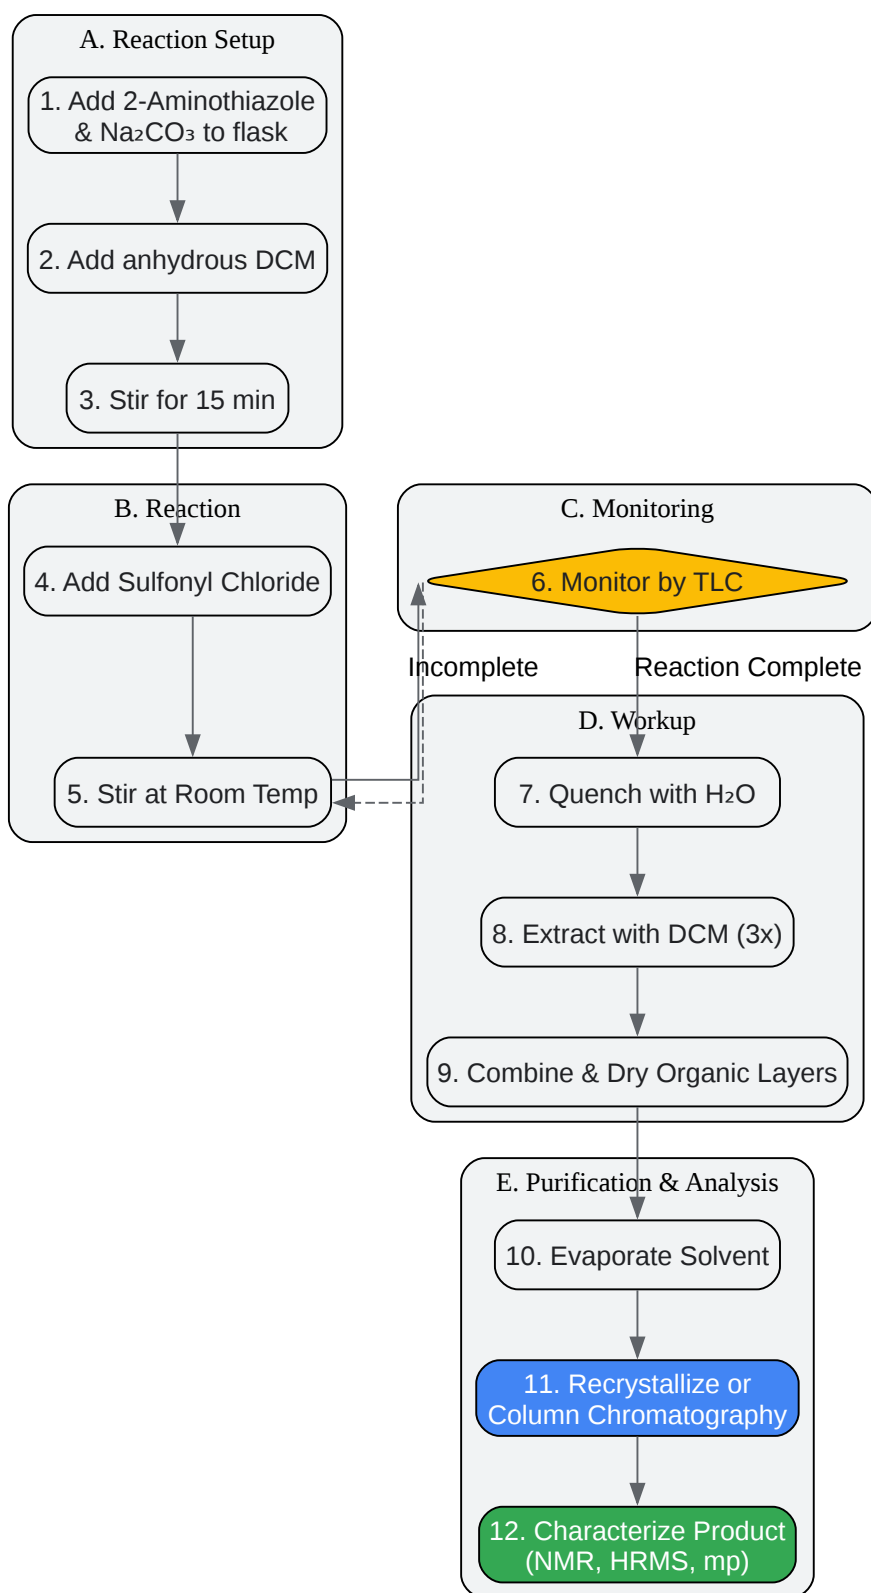 A. Reaction Setup
1. Add 2-Aminothiazole
& Na₂CO₃ to flask
2. Add anhydrous DCM
3. Stir for 15 min
B. Reaction
4. Add Sulfonyl Chloride
5. Stir at Room Temp
C. Monitoring
6. Monitor by TLC
Incomplete
Reaction Complete
D. Workup
7. Quench with H₂O
8. Extract with DCM (3x)
9. Combine & Dry Organic Layers
E. Purification & Analysis
10. Evaporate Solvent
11. Recrystallize or
Column Chromatography
12. Characterize Product
(NMR, HRMS, mp)